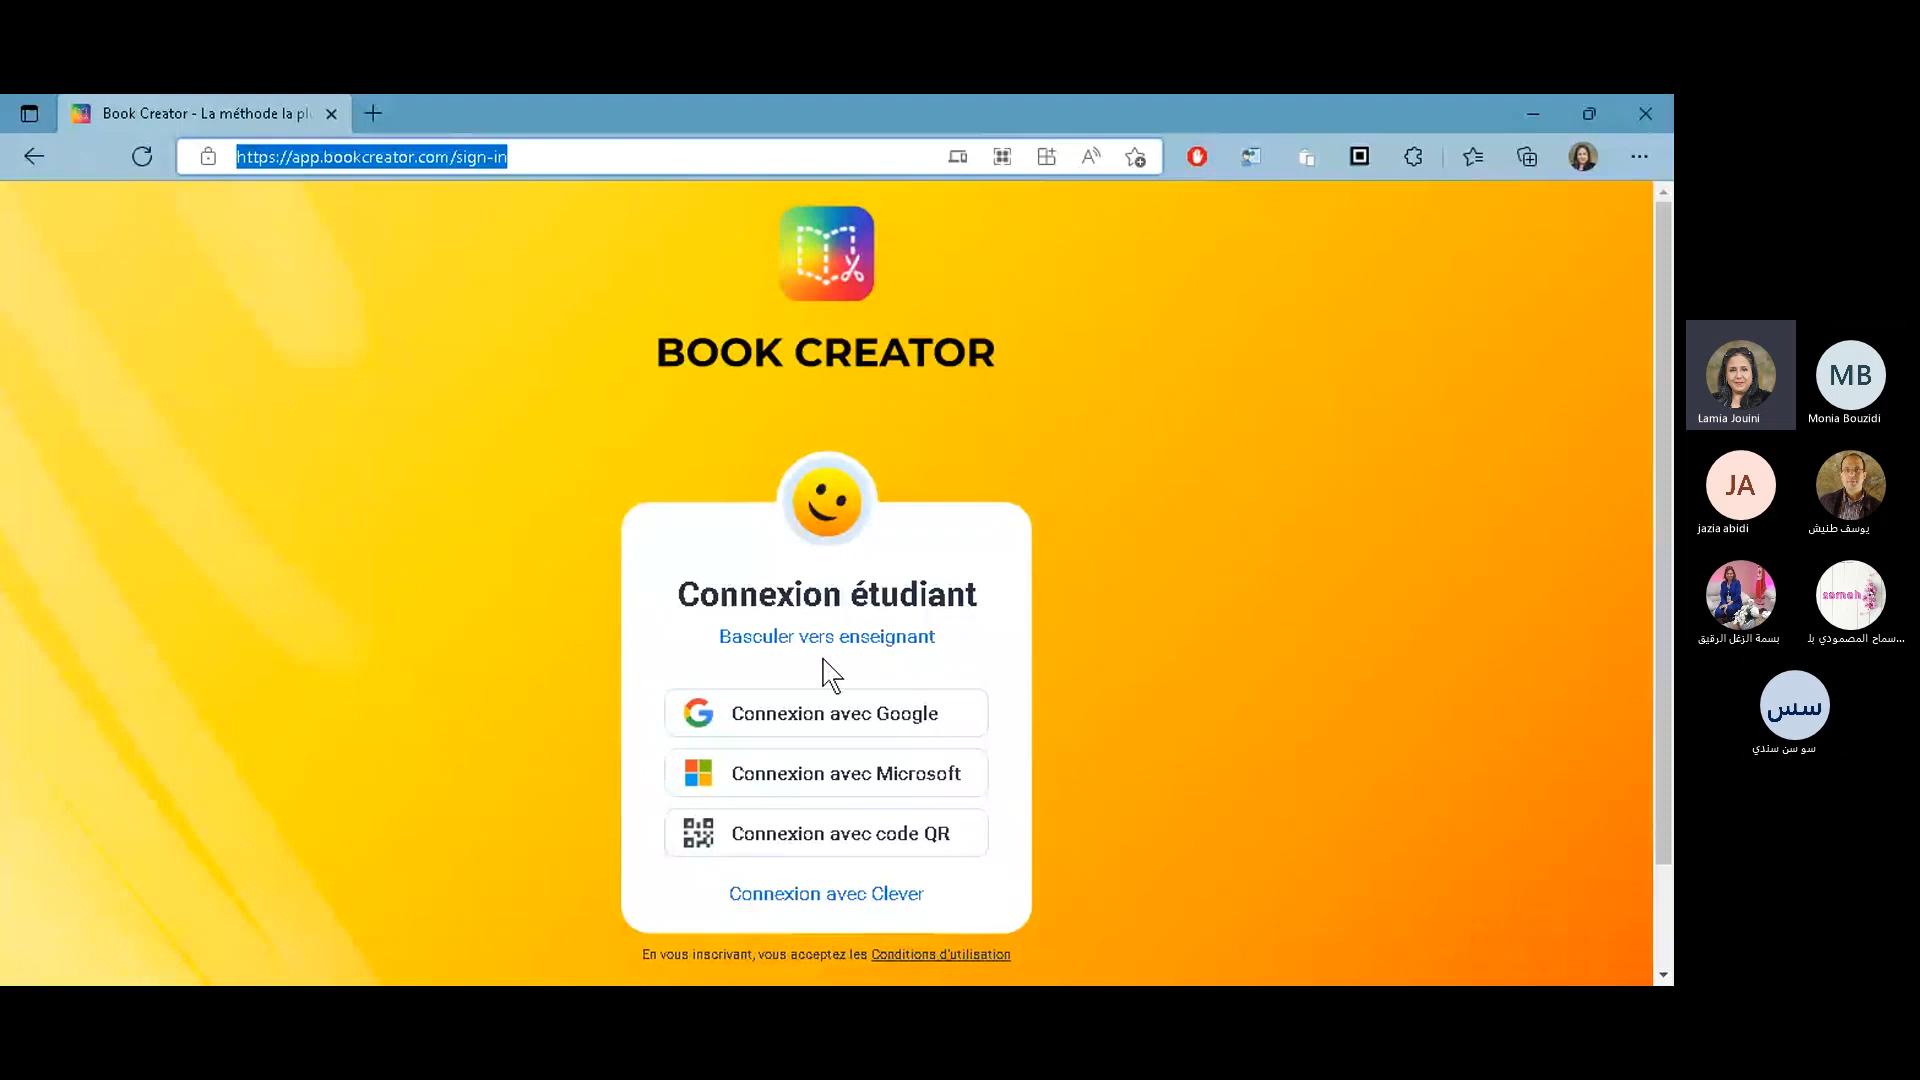 Book Creator - La méthode la pl
https://app.bookcreator.com/sign-in
BOOK CREATOR
Connexion étudiant
Basculer vers enseignant
Connexion avec Google
Connexion avec Microsoft
Connexion avec code QR
Connexion avec Clever
En vous inscrivant, vous acceptez les Conditions d'utilisation
Lamia Jouini
MB
Monia Bouzidi
JA
jazia abidi
يوسف طنيش
بسمة الزغل الرقيق
samah
سماح المصمودي بل...
سس
سو سن سندي